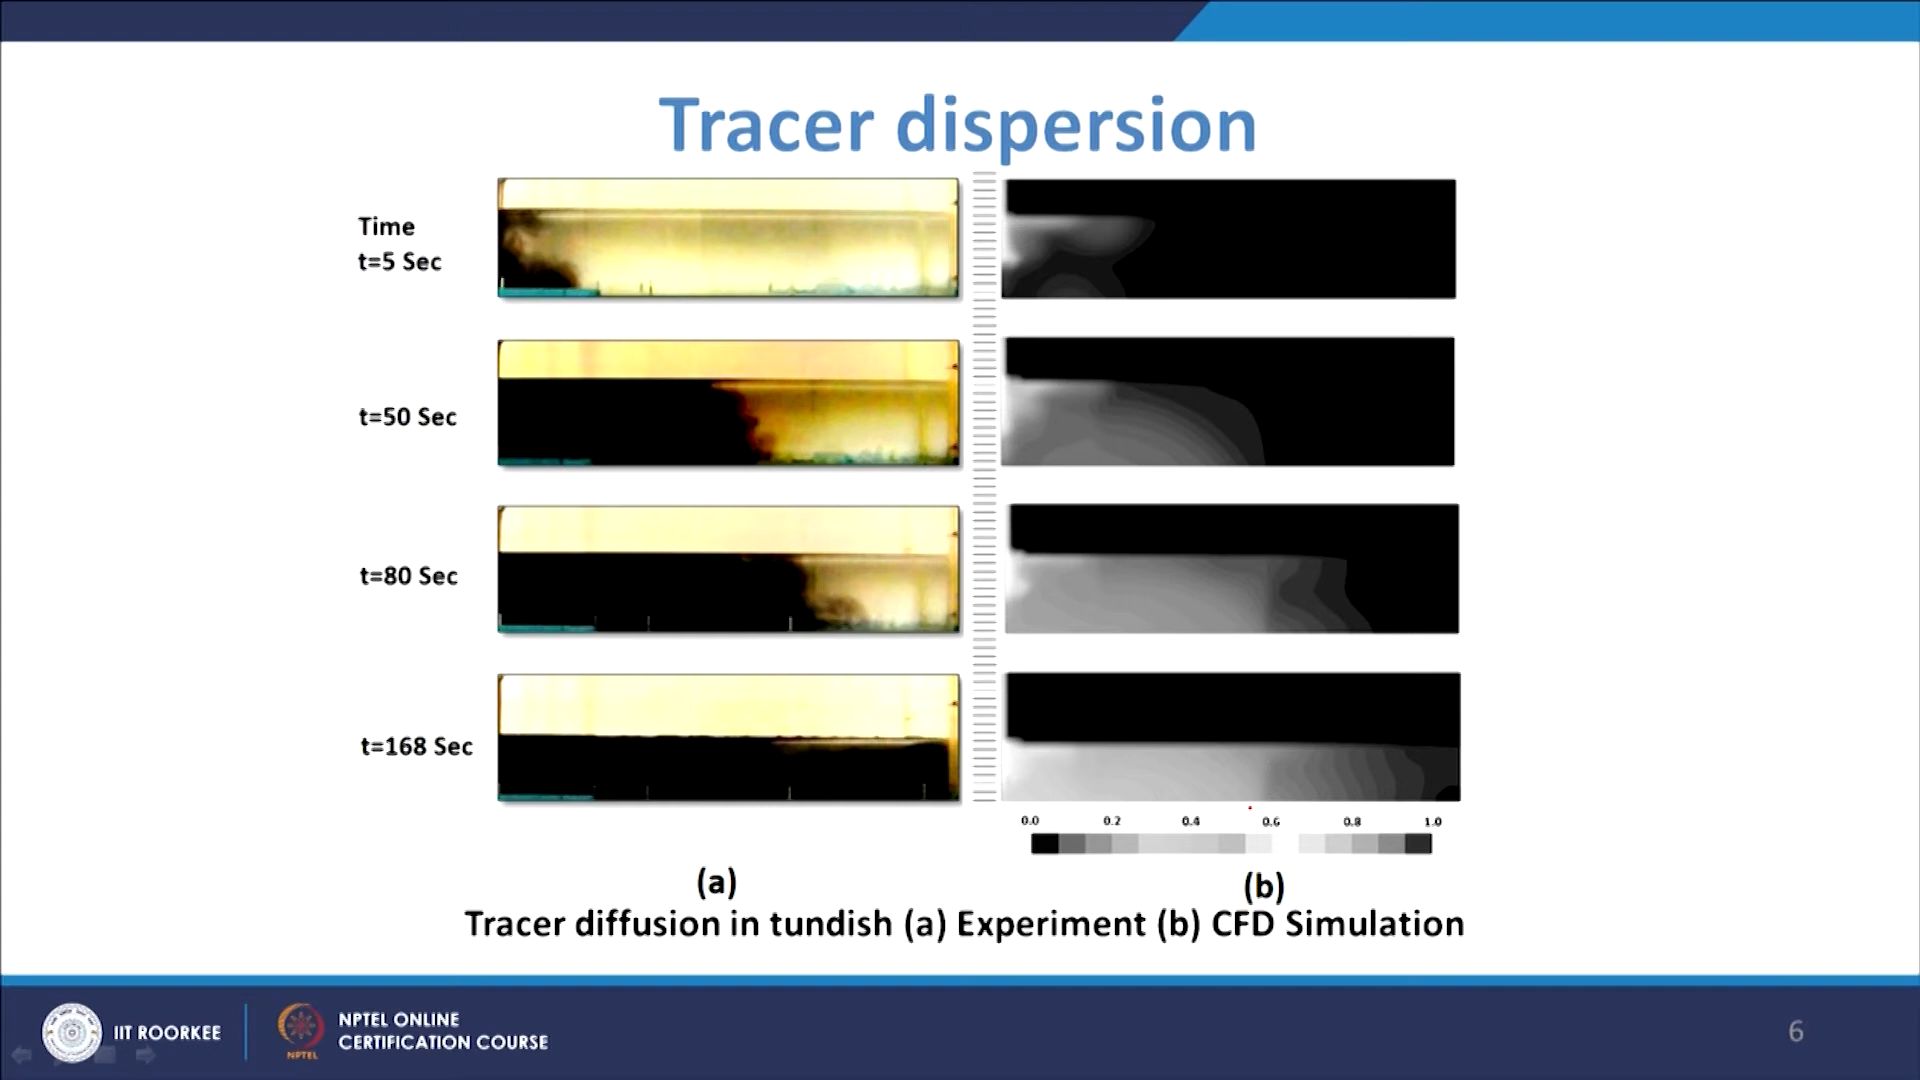 Tracer dispersion
Time
t=5 Sec
t=50 Sec
t=80 Sec
t=168 Sec
0.0 0.2 0.4 0.6 0.8 1.0
(a) (b)
Tracer diffusion in tundish (a) Experiment (b) CFD Simulation
IIT ROORKEE
NPTEL
NPTEL ONLINE
CERTIFICATION COURSE
6